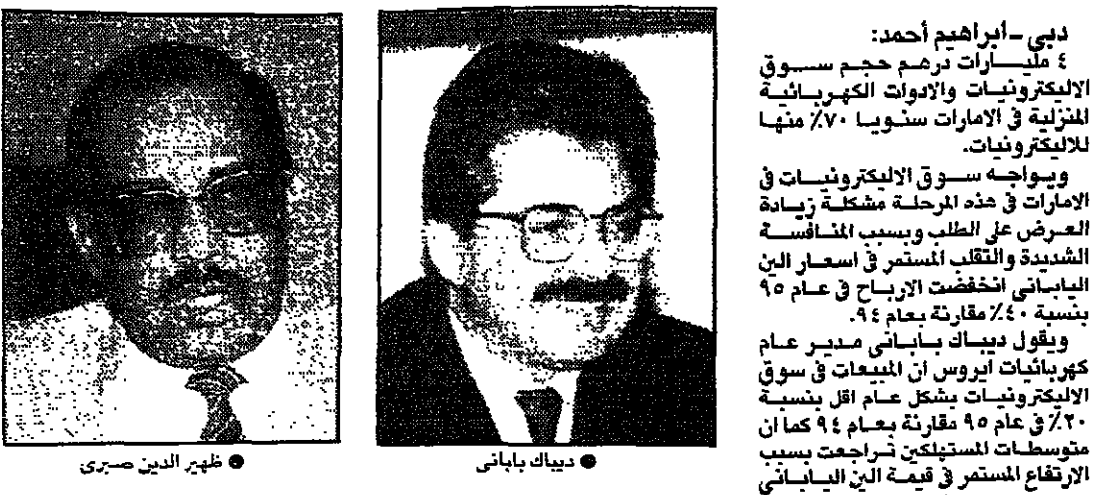 دبي ـ ابراهيم أحمد:
٤ مليارات درهم حجم سوق
الاليكترونيات والادوات الكهربائية
المنزلية في الامارات سنويا ٧٠٪ منها
للاليكترونيات.
ويواجه سوق الاليكترونيات في
الامارات في هذه المرحلة مشكلة زيادة
العرض على الطلب وبسبب المنافسة
الشديدة والتقلب المستمر في اسعار الين
الياباني انخفضت الارباح في عام ٩٥
بنسبة ٤٠٪ مقارنة بعام ٩٤.
ويقول ديباك باباني مدير عام
كهربائيات ايروس ان المبيعات في سوق
الاليكترونيات بشكل عام اقل بنسبة
٢٠٪ في عام ٩٥ مقارنة بعام ٩٤ كما ان
متوسطات المستهلكين تراجعت بسبب
الارتفاع المستمر في قيمة الين الياباني
● ديباك باباني
● ظهير الدين صبري